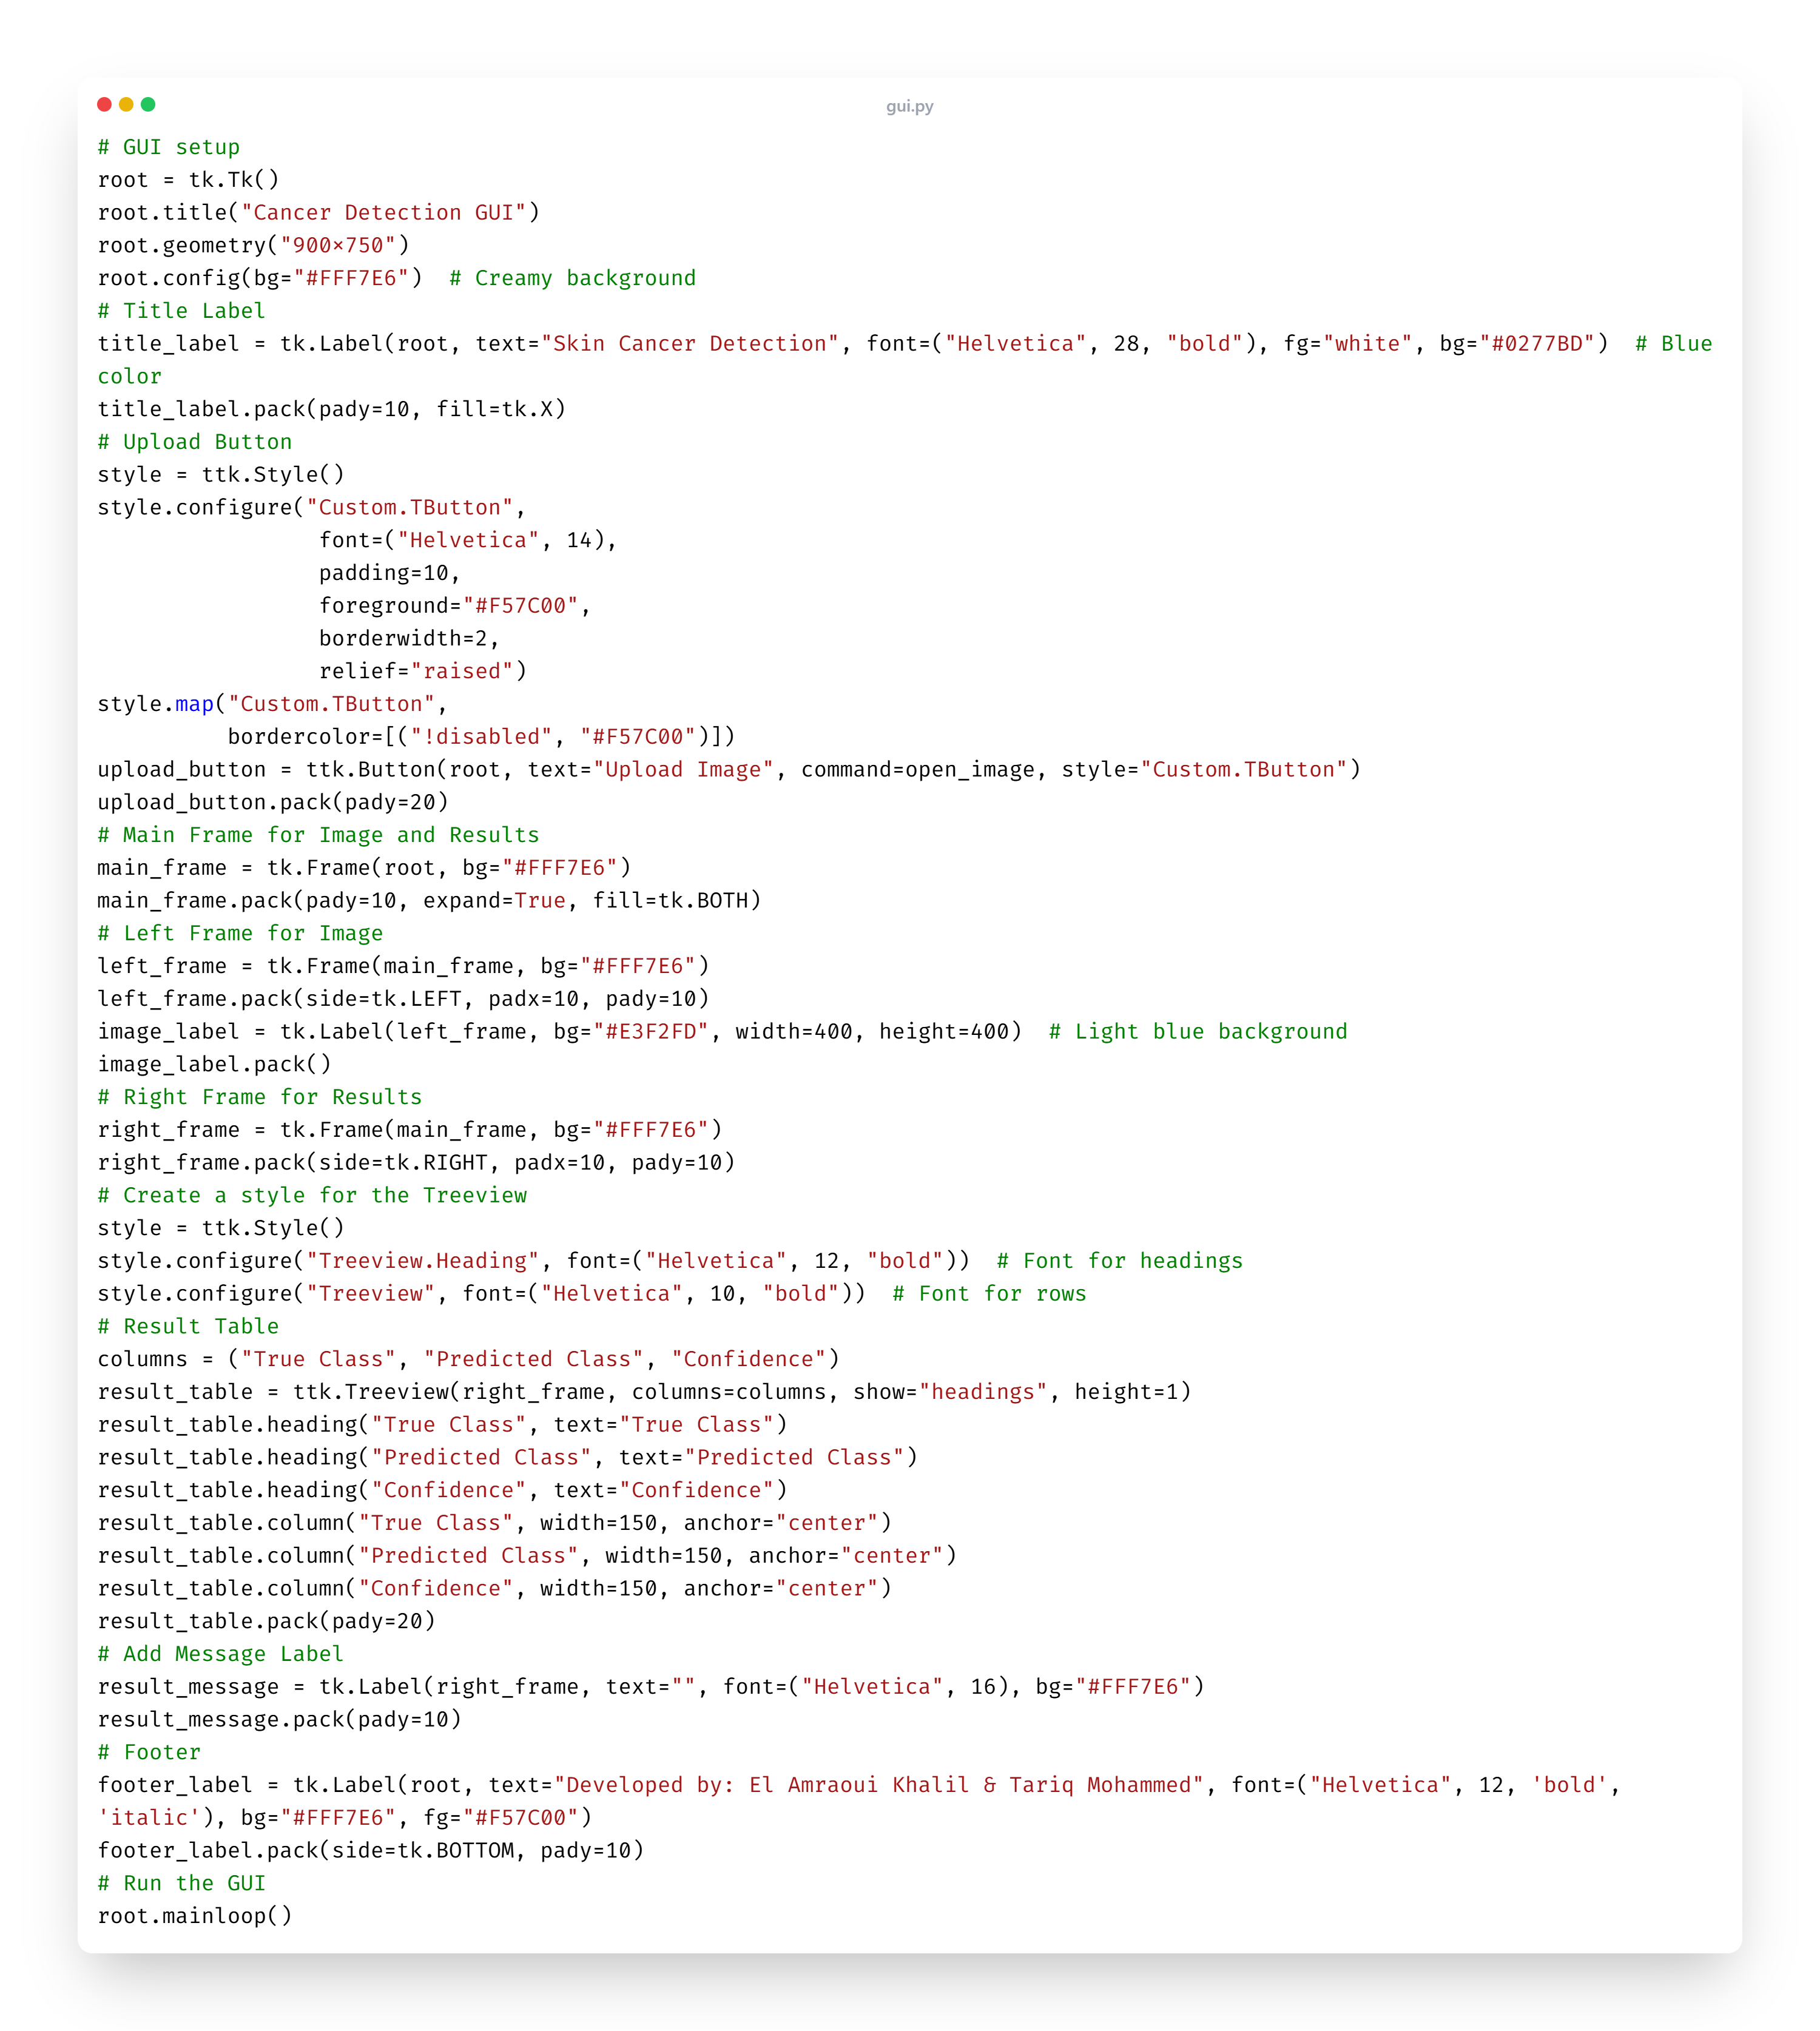 gui.py
# GUI setup
root = tk.Tk()
root.title("Cancer Detection GUI")
root.geometry("900×750")
root.config(bg="#FFF7E6")  # Creamy background
# Title Label
title_label = tk.Label(root, text="Skin Cancer Detection", font=("Helvetica", 28, "bold"), fg="white", bg="#0277BD")  # Blue
color
title_label.pack(pady=10, fill=tk.X)
# Upload Button
style = ttk.Style()
style.configure("Custom.TButton",
                 font=("Helvetica", 14),
                 padding=10,
                 foreground="#F57C00",
                 borderwidth=2,
                 relief="raised")
style.map("Custom.TButton",
          bordercolor=[("!disabled", "#F57C00")])
upload_button = ttk.Button(root, text="Upload Image", command=open_image, style="Custom.TButton")
upload_button.pack(pady=20)
# Main Frame for Image and Results
main_frame = tk.Frame(root, bg="#FFF7E6")
main_frame.pack(pady=10, expand=True, fill=tk.BOTH)
# Left Frame for Image
left_frame = tk.Frame(main_frame, bg="#FFF7E6")
left_frame.pack(side=tk.LEFT, padx=10, pady=10)
image_label = tk.Label(left_frame, bg="#E3F2FD", width=400, height=400)  # Light blue background
image_label.pack()
# Right Frame for Results
right_frame = tk.Frame(main_frame, bg="#FFF7E6")
right_frame.pack(side=tk.RIGHT, padx=10, pady=10)
# Create a style for the Treeview
style = ttk.Style()
style.configure("Treeview.Heading", font=("Helvetica", 12, "bold"))  # Font for headings
style.configure("Treeview", font=("Helvetica", 10, "bold"))  # Font for rows
# Result Table
columns = ("True Class", "Predicted Class", "Confidence")
result_table = ttk.Treeview(right_frame, columns=columns, show="headings", height=1)
result_table.heading("True Class", text="True Class")
result_table.heading("Predicted Class", text="Predicted Class")
result_table.heading("Confidence", text="Confidence")
result_table.column("True Class", width=150, anchor="center")
result_table.column("Predicted Class", width=150, anchor="center")
result_table.column("Confidence", width=150, anchor="center")
result_table.pack(pady=20)
# Add Message Label
result_message = tk.Label(right_frame, text="", font=("Helvetica", 16), bg="#FFF7E6")
result_message.pack(pady=10)
# Footer
footer_label = tk.Label(root, text="Developed by: El Amraoui Khalil & Tariq Mohammed", font=("Helvetica", 12, 'bold',
'italic'), bg="#FFF7E6", fg="#F57C00")
footer_label.pack(side=tk.BOTTOM, pady=10)
# Run the GUI
root.mainloop()